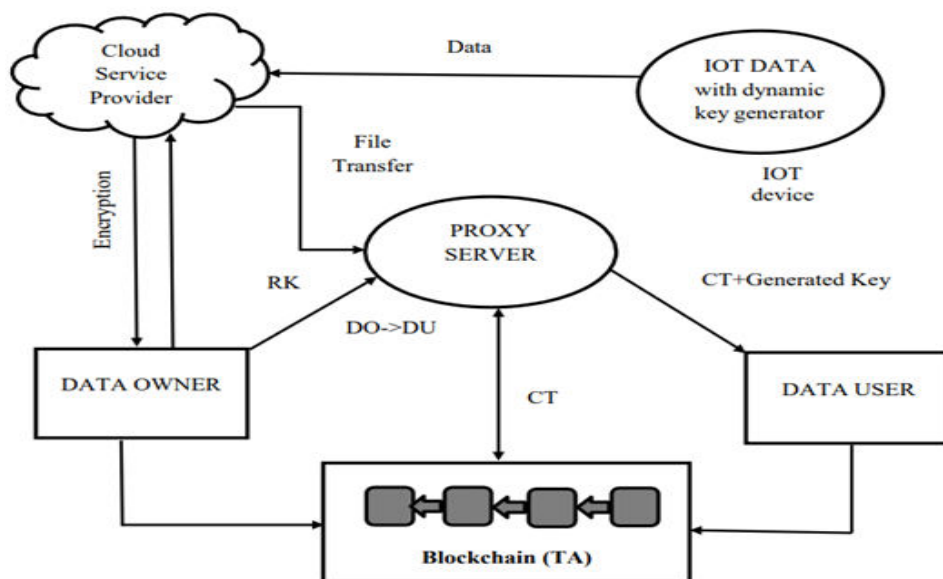 Cloud
Service
Provider
Data
IOT DATA
with dynamic
key generator
IOT
device
File
Transfer
Encryption
PROXY
SERVER
RK
CT+Generated Key
DO->DU
DATA OWNER
CT
DATA USER
Blockchain (TA)